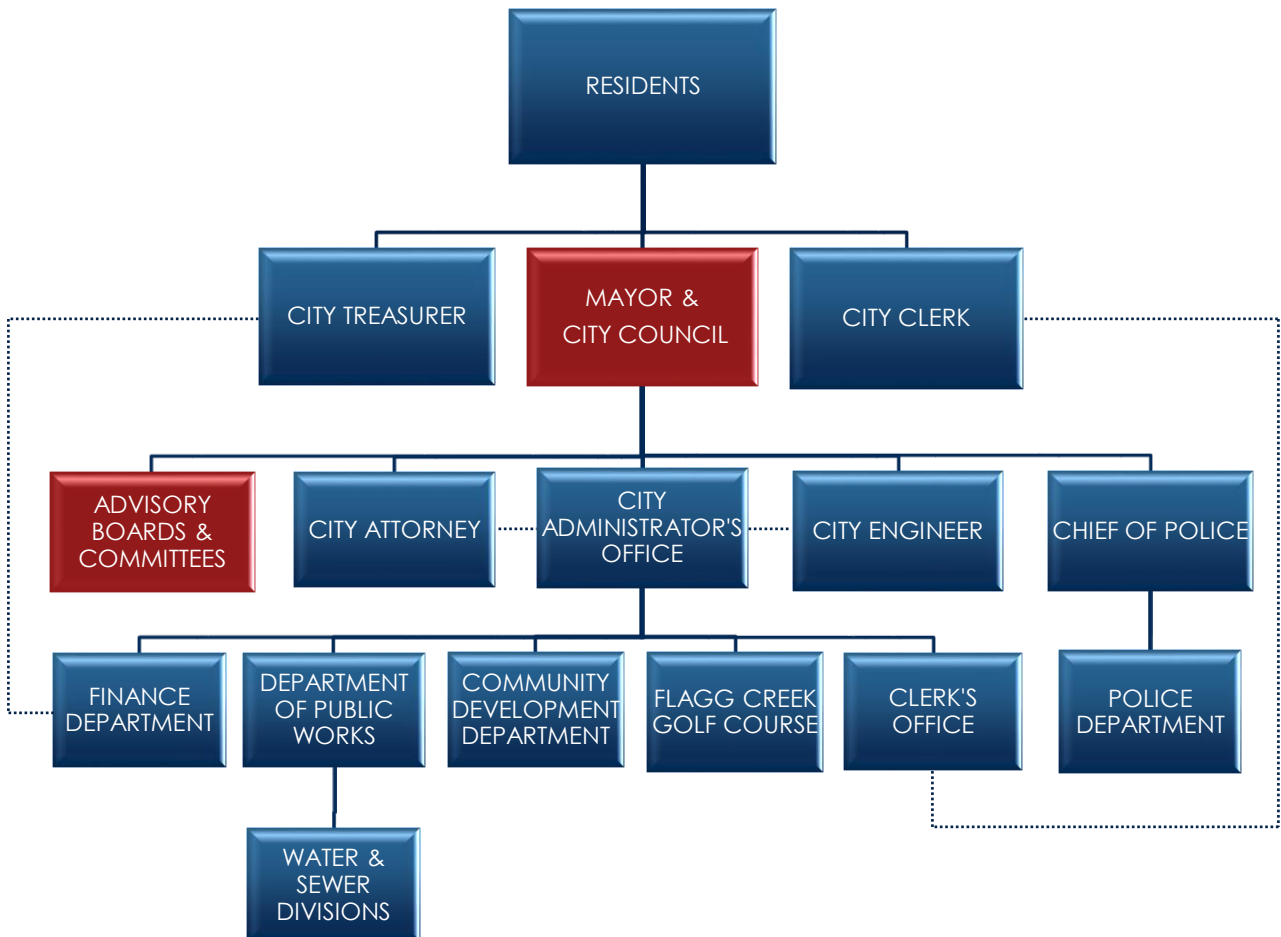 RESIDENTS
CITY TREASURER
MAYOR &
CITY COUNCIL
CITY CLERK
ADVISORY
BOARDS &
COMMITTEES
CITY ATTORNEY
CITY
ADMINISTRATOR'S
OFFICE
CITY ENGINEER
CHIEF OF POLICE
FINANCE
DEPARTMENT
DEPARTMENT
OF PUBLIC
WORKS
COMMUNITY
DEVELOPMENT
DEPARTMENT
FLAGG CREEK
GOLF COURSE
CLERK'S
OFFICE
POLICE
DEPARTMENT
WATER &
SEWER
DIVISIONS